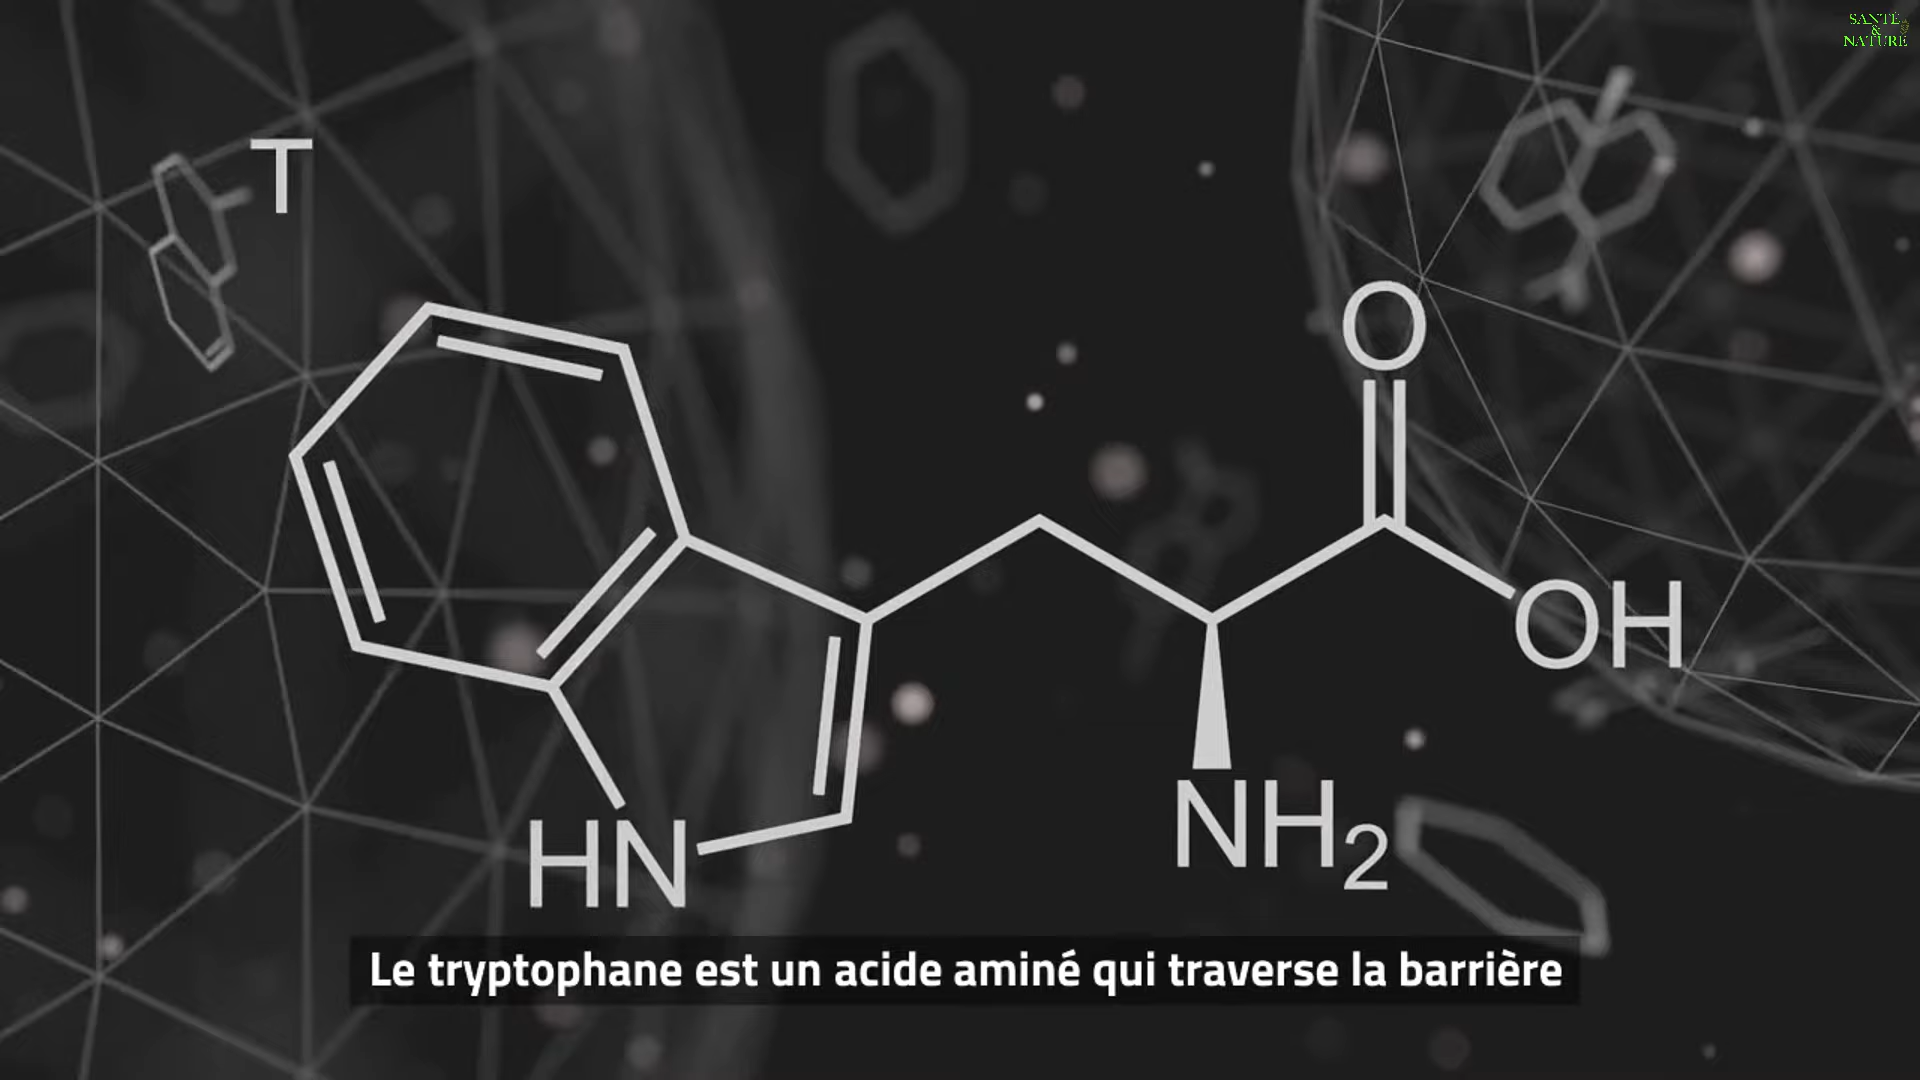 SANTÉ
&
NATURE
T
O
OH
NH2
HN
Le tryptophane est un acide aminé qui traverse la barrière